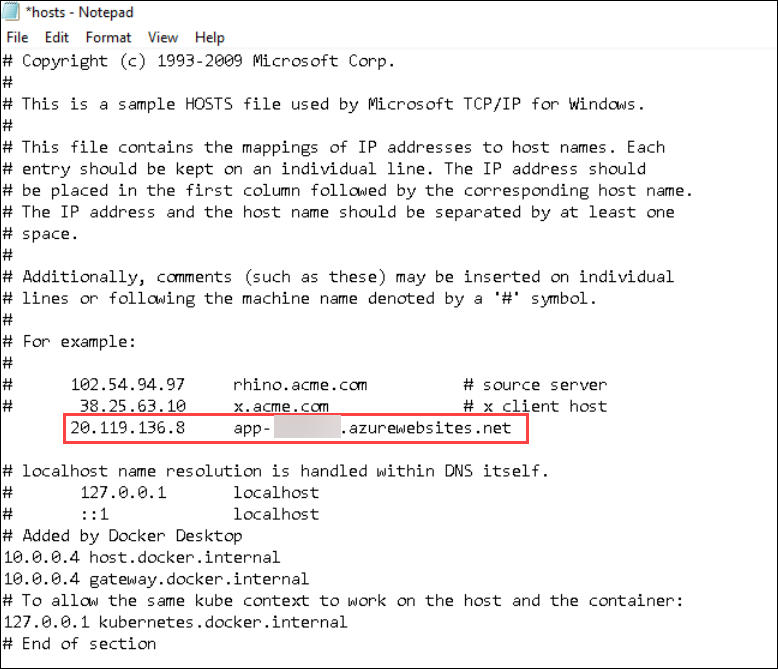 *hosts - Notepad
File Edit Format View Help
# Copyright (c) 1993-2009 Microsoft Corp.
#
# This is a sample HOSTS file used by Microsoft TCP/IP for Windows.
#
# This file contains the mappings of IP addresses to host names. Each
# entry should be kept on an individual line. The IP address should
# be placed in the first column followed by the corresponding host name.
# The IP address and the host name should be separated by at least one
# space.
#
# Additionally, comments (such as these) may be inserted on individual
# lines or following the machine name denoted by a '#' symbol.
#
# For example:
#
#      102.54.94.97     rhino.acme.com          # source server
#       38.25.63.10     x.acme.com              # x client host
       20.119.136.8     app- .azurewebsites.net

# localhost name resolution is handled within DNS itself.
#       127.0.0.1       localhost
#       ::1             localhost
# Added by Docker Desktop
10.0.0.4 host.docker.internal
10.0.0.4 gateway.docker.internal
# To allow the same kube context to work on the host and the container:
127.0.0.1 kubernetes.docker.internal
# End of section